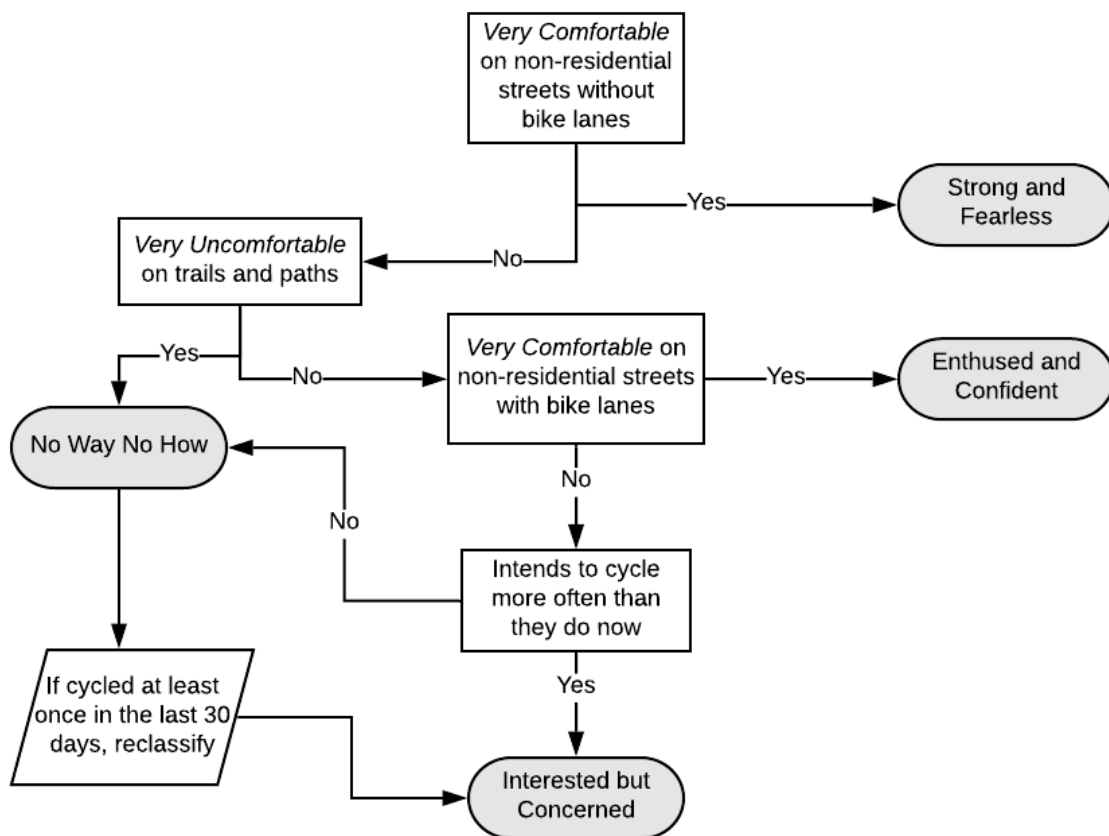 Very Comfortable
on non-residential
streets without
bike lanes
Yes
Strong and
Fearless
No
Very Uncomfortable
on trails and paths
Yes
No
Very Comfortable on
non-residential streets
with bike lanes
Yes
Enthused and
Confident
No Way No How
No
No
Intends to cycle
more often than
they do now
Yes
If cycled at least
once in the last 30
days, reclassify
Interested but
Concerned